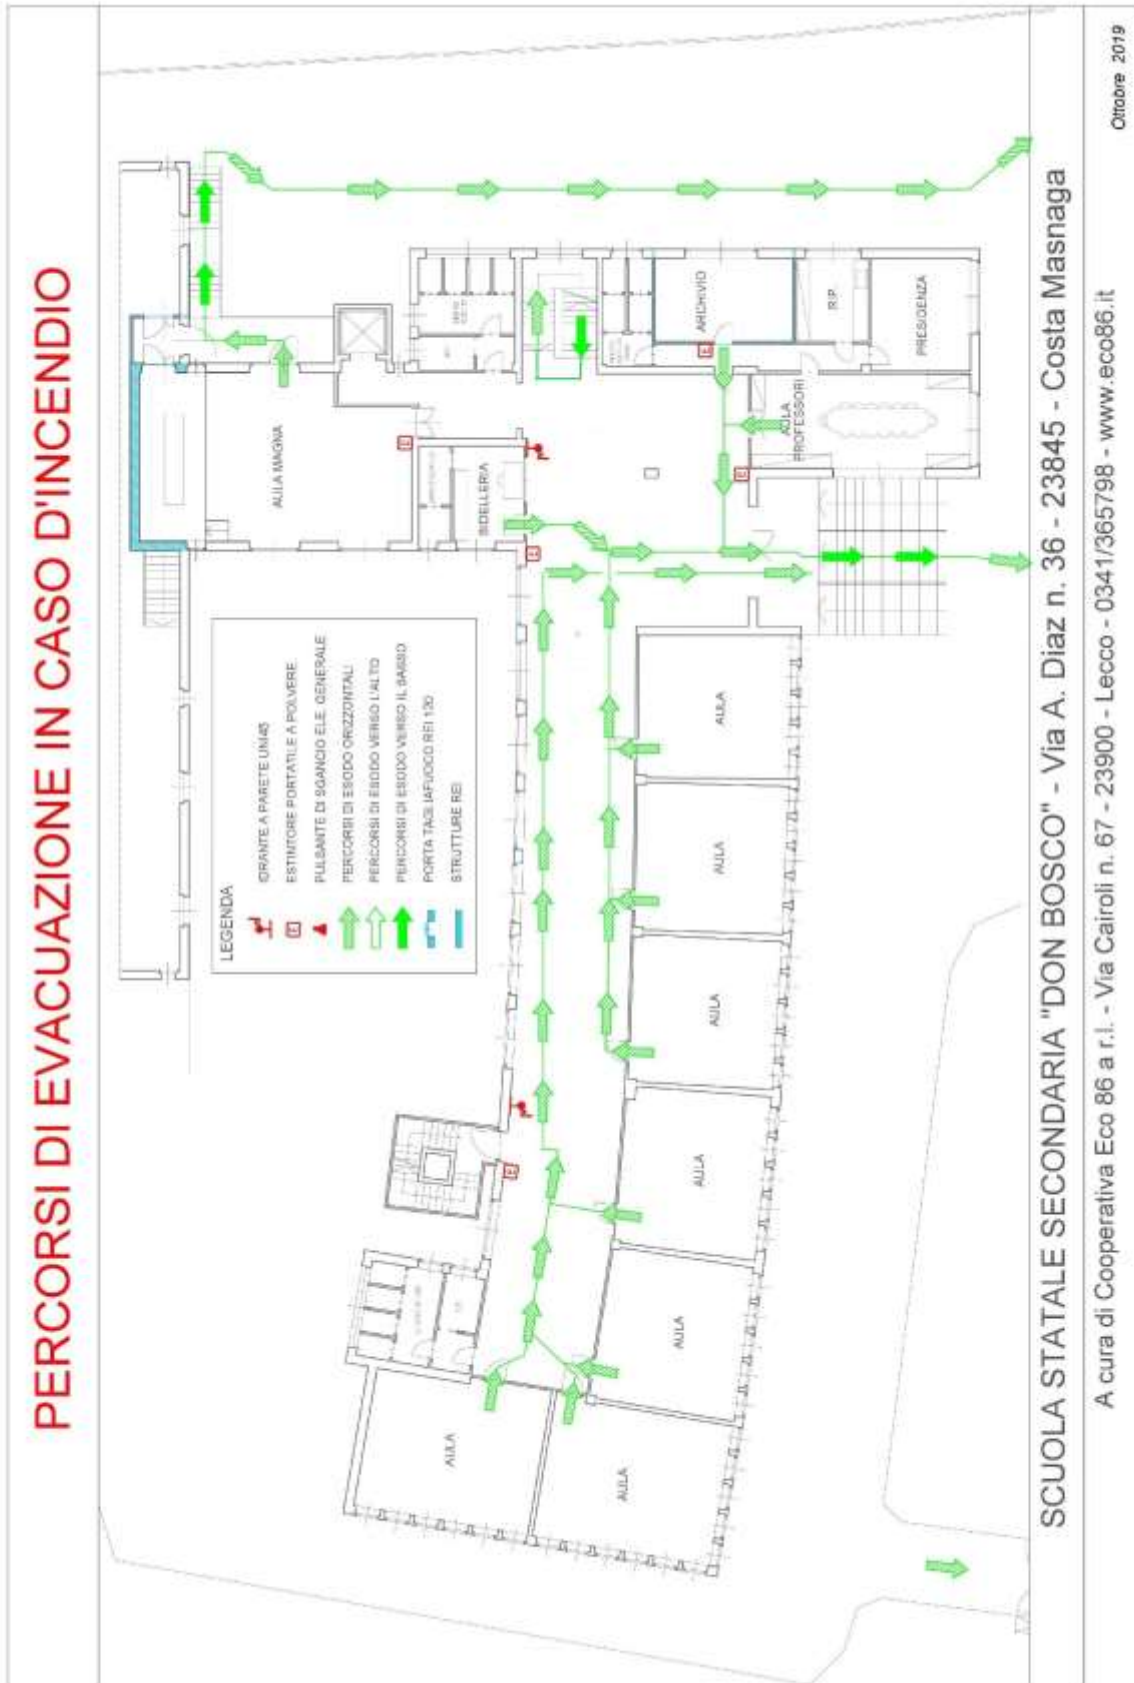 PERCORSI DI EVACUAZIONE IN CASO D'INCENDIO
LEGENDA
IDRANTE A PARETE UNI45
E
ESTINTORE PORTATILE A POLVERE
PULSANTE DI SGANCIO ELE. GENERALE
PERCORSI DI ESODO ORIZZONTALI
PERCORSI DI ESODO VERSO L'ALTO
PERCORSI DI ESODO VERSO IL BASSO
PORTA TAGLIAFUOCO REI 120
STRUTTURE REI
AULA MAGNA
E
BIDELLERIA
E
E
ARCHIVIO
E
RIP.
PRESIDENZA
AULA
PROFESSORI
E
AULA
AULA
AULA
AULA
AULA
AULA
AULA
SCUOLA STATALE SECONDARIA "DON BOSCO" - Via A. Diaz n. 36 - 23845 - Costa Masnaga
A cura di Cooperativa Eco 86 a r.l. - Via Cairoli n. 67 - 23900 - Lecco - 0341/365798 - www.eco86.it
Ottobre 2019